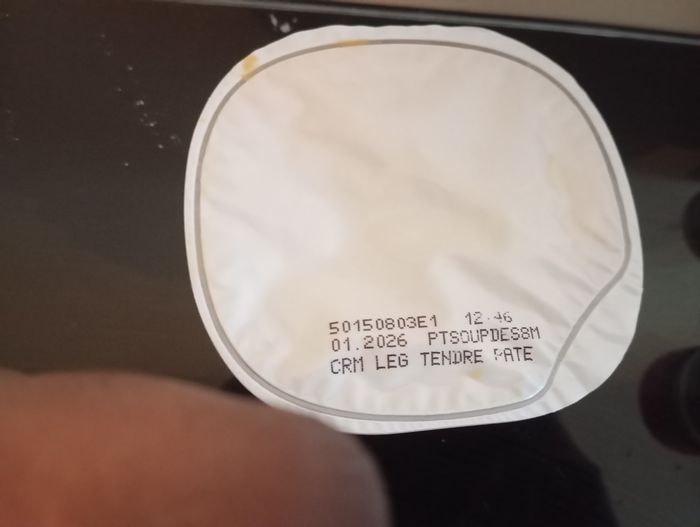 50150803E1 12:46
01.2026 PTSOUPDES8M
CRM LEG TENDRE PATE